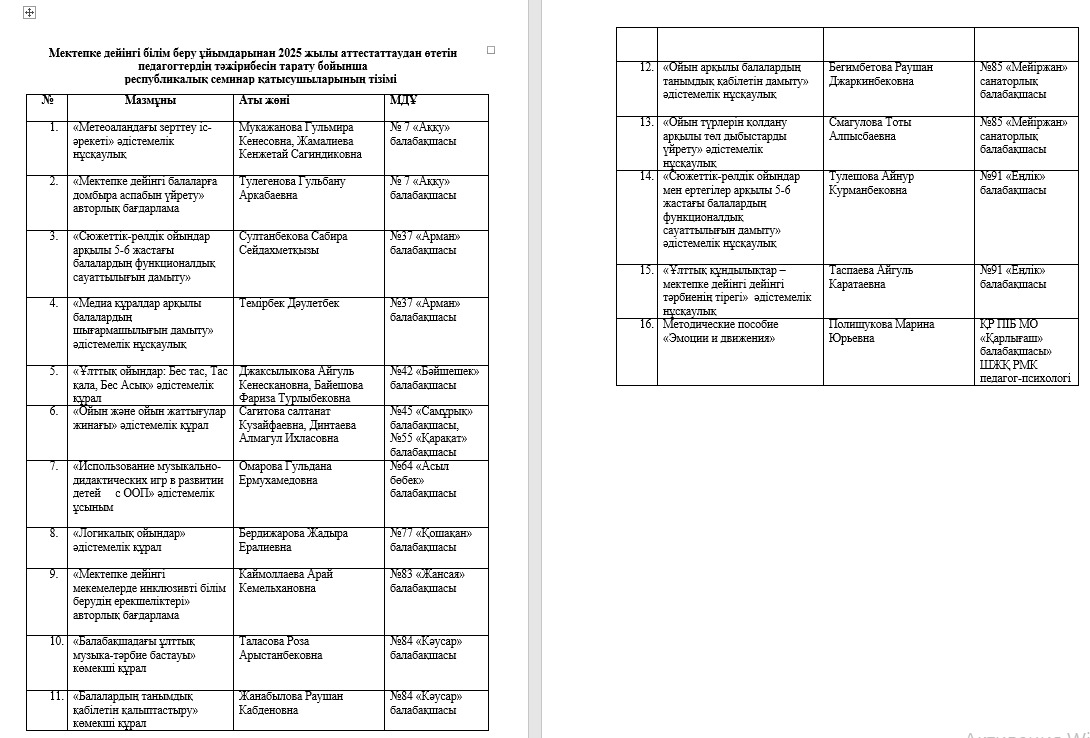 Мектепке дейінгі білім беру ұйымдарынан 2025 жылы аттестаттаудан өтетін
педагогтердің тәжірибесін тарату бойынша
республикалық семинар қатысушыларының тізімі
№ Мазмұны Аты жөні МДҰ
1. «Метеоалаңдағы зерттеу іс- Мукажанова Гульмира № 7 «Аққу»
әрекеті» әдістемелік Кенесовна, Жамалиева балабақшасы
нұсқаулық Кенжетай Сагиндиковна
2. «Мектепке дейінгі балаларға Тулегенова Гульбану № 7 «Аққу»
домбыра аспабын үйрету» Аркабаевна балабақшасы
авторлық бағдарлама
3. «Сюжеттік-рөлдік ойындар Султанбекова Сабира №37 «Арман»
арқылы 5-6 жастағы Сейдахметқызы балабақшасы
балалардың функционалдық
сауаттылығын дамыту»
4. «Медиа құралдар арқылы Темірбек Дәулетбек №37 «Арман»
балалардың балабақшасы
шығармашылығын дамыту»
әдістемелік нұсқаулық
5. «Ұлттық ойындар: Бес тас, Тас Джаксылыкова Айгуль №42 «Бәйшешек»
қала, Бес Асық» әдістемелік Кенескановна, Байешова балабақшасы
құрал Фариза Турлыбековна
6. «Ойын және ойын жаттығулар Сагитова салтанат №45 «Самұрық»
жинағы» әдістемелік құрал Кузайфаевна, Динтаева балабақшасы,
Алмагул Ихласовна №55 «Қарақат»
балабақшасы
7. «Использование музыкально- Омарова Гульдана №64 «Асыл
дидактических игр в развитии Ермухамедовна бөбек»
детей с ООП» әдістемелік балабақшасы
ұсыным
8. «Логикалық ойындар» Бердижарова Жадыра №77 «Қошақан»
әдістемелік құрал Ералиевна балабақшасы
9. «Мектепке дейінгі Каймоллаева Арай №83 «Жансая»
мекемелерде инклюзивті білім Кемельхановна балабақшасы
берудің ерекшеліктері»
авторлық бағдарлама
10. «Балабақшадағы ұлттық Таласова Роза №84 «Кәусар»
музыка-тәрбие бастауы» Арыстанбековна балабақшасы
көмекші құрал
11. «Балалардың танымдық Жанабылова Раушан №84 «Кәусар»
қабілетін қалыптастыру» Кабденовна балабақшасы
көмекші құрал
12. «Ойын арқылы балалардың Бегимбетова Раушан №85 «Мейіржан»
танымдық қабілетін дамыту» Джаркинбековна санаторлық
әдістемелік нұсқаулық балабақшасы
13. «Ойын түрлерін қолдану Смагулова Тоты №85 «Мейіржан»
арқылы төл дыбыстарды Алпысбаевна санаторлық
үйрету» әдістемелік балабақшасы
нұсқаулық
14. «Сюжеттік-рөлдік ойындар Тулешова Айнур №91 «Еңлік»
мен ертегілер арқылы 5-6 Курманбековна балабақшасы
жастағы балалардың
функционалдық
сауаттылығын дамыту»
әдістемелік нұсқаулық
15. «Ұлттық құндылықтар – Таспаева Айгуль №91 «Еңлік»
мектепке дейінгі дейінгі Каратаевна балабақшасы
тәрбиенің тірегі» әдістемелік
нұсқаулық
16. Методические пособие Полищукова Марина ҚР ПІБ МО
«Эмоции и движения» Юрьевна «Қарлығаш»
балабақшасы»
ШЖҚ РМК
педагог-психологі